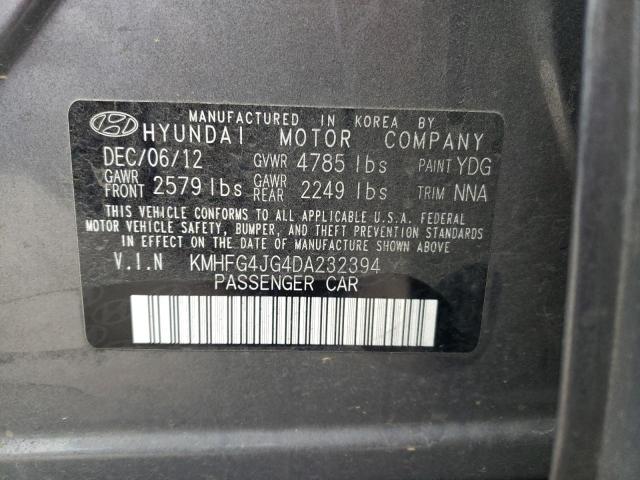 MANUFACTURED IN KOREA BY
HYUNDAI MOTOR COMPANY
DEC/06/12 GVWR 4785 lbs PAINT YDG
GAWR FRONT 2579 lbs GAWR REAR 2249 lbs TRIM NNA
THIS VEHICLE CONFORMS TO ALL APPLICABLE U.S.A. FEDERAL
MOTOR VEHICLE SAFETY, BUMPER, AND THEFT PREVENTION STANDARDS
IN EFFECT ON THE DATE OF MANUFACTURE SHOWN ABOVE.
V.I.N KMHFG4JG4DA232394
PASSENGER CAR